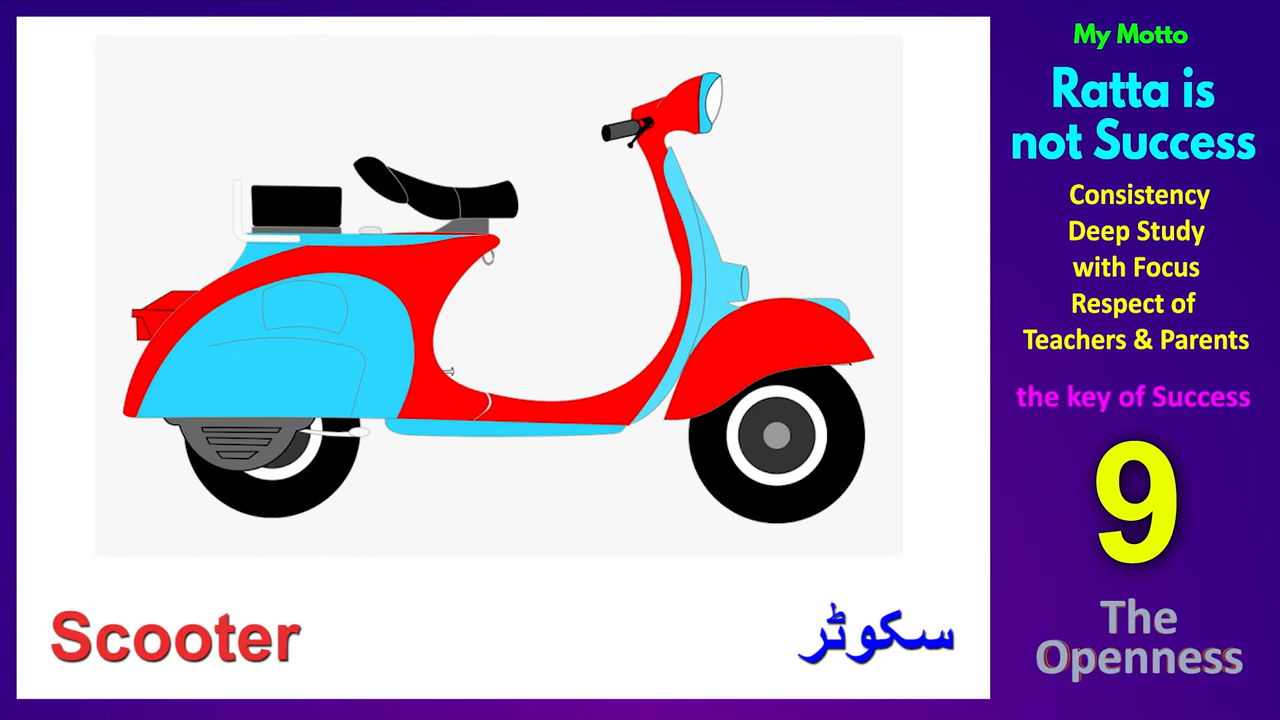 Scooter
سکوٹر
My Motto
Ratta is
not Success
Consistency
Deep Study
with Focus
Respect of
Teachers & Parents
the key of Success
9
The
Openness